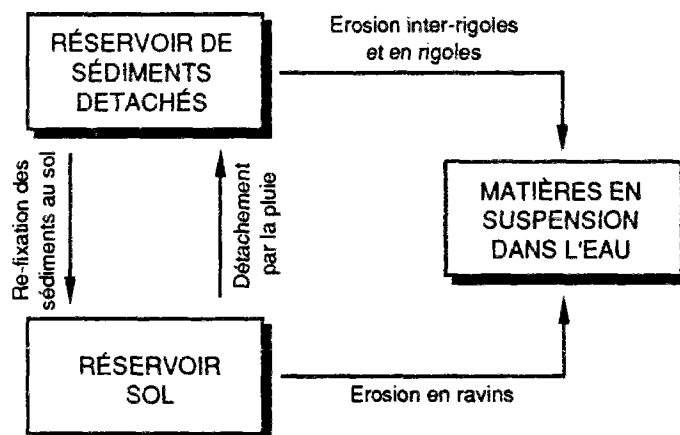 RÉSERVOIR DE
SÉDIMENTS
DETACHÉS
Erosion inter-rigoles
et en rigoles
Re-fixation des
sédiments au sol
Détachement
par la pluie
MATIÈRES EN
SUSPENSION
DANS L'EAU
RÉSERVOIR
SOL
Erosion en ravins